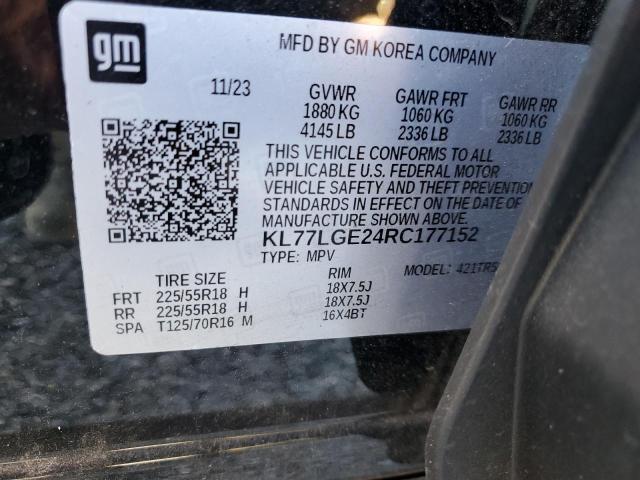 gm
MFD BY GM KOREA COMPANY
11/23 GVWR GAWR FRT GAWR RR
1880 KG 1060 KG 1060 KG
4145 LB 2336 LB 2336 LB
THIS VEHICLE CONFORMS TO ALL
APPLICABLE U.S. FEDERAL MOTOR
VEHICLE SAFETY AND THEFT PREVENTION
STANDARDS IN EFFECT ON THE DATE OF
MANUFACTURE SHOWN ABOVE.
KL77LGE24RC177152
TYPE: MPV MODEL: 421TR5
TIRE SIZE RIM
FRT 225/55R18 H 18X7.5J
RR 225/55R18 H 18X7.5J
SPA T125/70R16 M 16X4BT